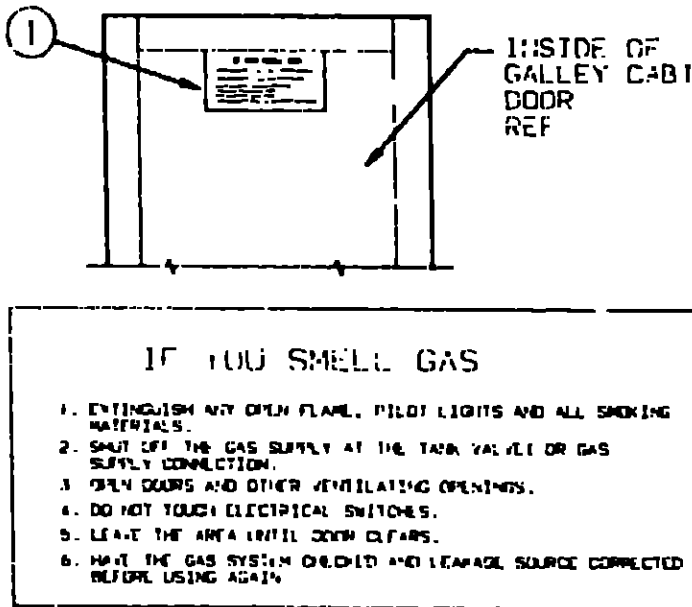 1
INSIDE OF
GALLEY CABI
DOOR
REF
IF YOU SMELL GAS
1. EXTINGUISH ANY OPEN FLAME, PILOT LIGHTS AND ALL SMOKING
MATERIALS.
2. SHUT OFF THE GAS SUPPLY AT THE TANK VALVE(S) OR GAS
SUPPLY CONNECTION.
3. OPEN DOORS AND OTHER VENTILATING OPENINGS.
4. DO NOT TOUCH ELECTRICAL SWITCHES.
5. LEAVE THE AREA UNTIL ODOR CLEARS.
6. HAVE THE GAS SYSTEM CHECKED AND LEAKAGE SOURCE CORRECTED
BEFORE USING AGAIN